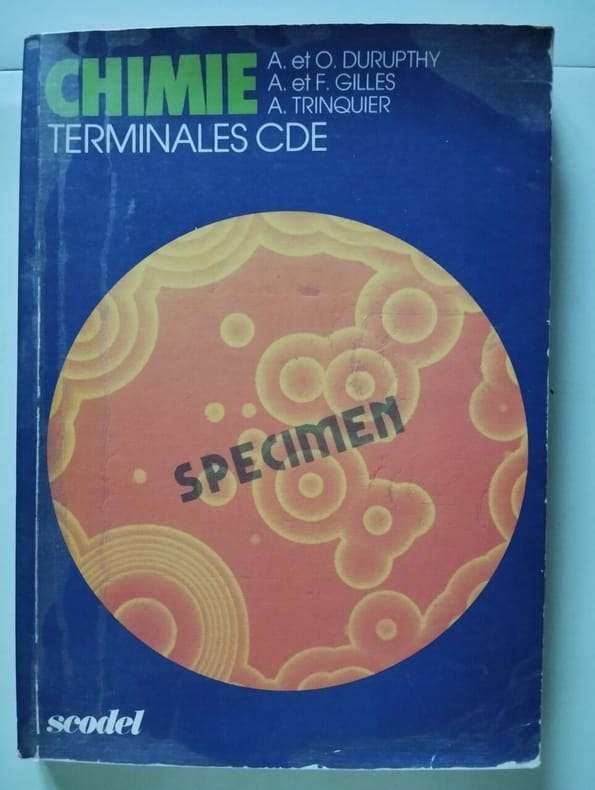 CHIMIE
A. et O. DURUPTHY
A. et F. GILLES
A. TRINQUIER
TERMINALES CDE
SPECIMEN
scodel